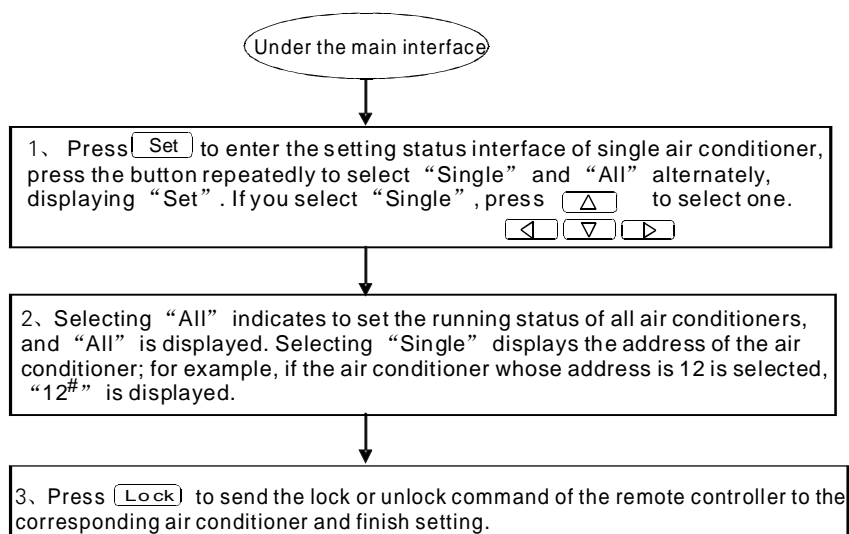 Under the main interface
1、 Press Set to enter the setting status interface of single air conditioner,
press the button repeatedly to select “Single” and “All” alternately,
displaying “Set”. If you select “Single”, press △ to select one.
◁ ▽ ▷
2、Selecting “All” indicates to set the running status of all air conditioners,
and “All” is displayed. Selecting “Single” displays the address of the air
conditioner; for example, if the air conditioner whose address is 12 is selected,
“12#” is displayed.
3、Press Lock to send the lock or unlock command of the remote controller to the
corresponding air conditioner and finish setting.